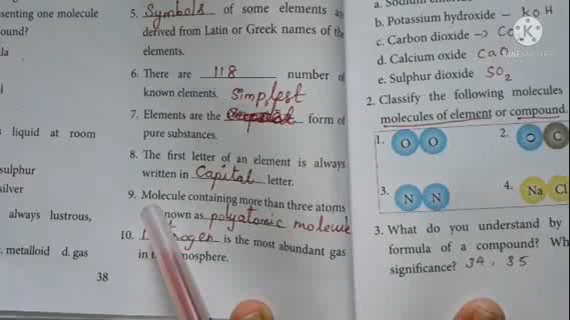 senting one molecule
ound?
la
liquid at room
sulphur
silver
always lustrous,
metalloid d. gas
38
5. Symbols of some elements
derived from Latin or Greek names of the
elements.
6. There are 118 number of
known elements.
Simplest
7. Elements are the form of
pure substances.
8. The first letter of an element is always
written in Capital letter.
9. Molecule containing more than three atoms
nown as polyatomic molecule
10. is the most abundant gas
in mosphere.
b. Potassium hydroxide – KOH
c. Carbon dioxide ->
d. Calcium oxide
e. Sulphur dioxide SO2
2. Classify the following molecules
molecules of element or compound.
1. O O
2. O C
3. N N
4. Na Cl
3. What do you understand by
formula of a compound? Wh
significance? 34, 35
KINEMASTER